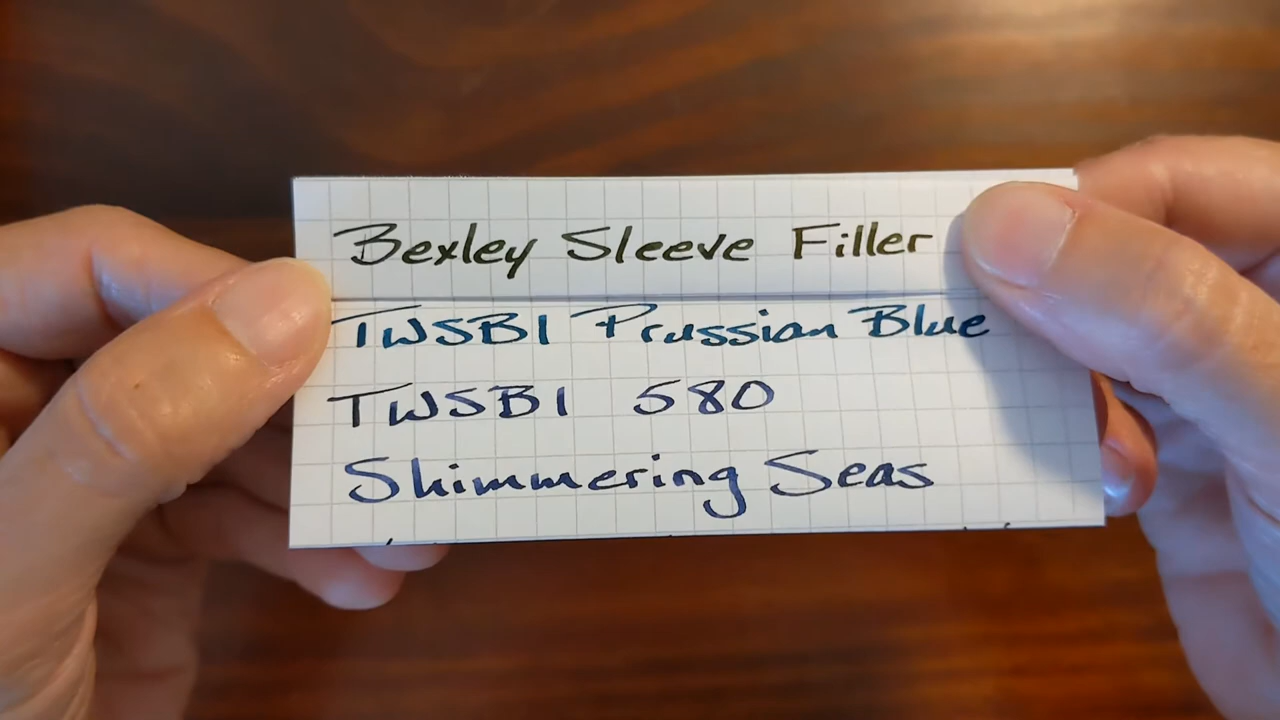 Bexley Sleeve Filler
TWSBI Prussian Blue
TWSBI 580
Shimmering Seas